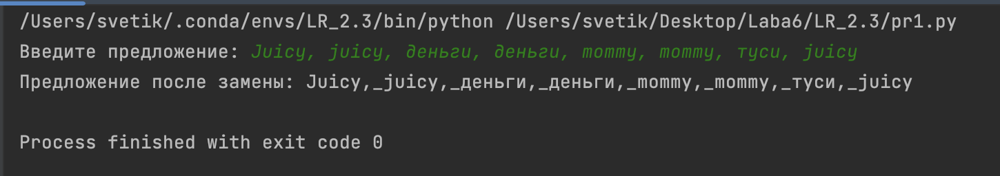 /Users/svetik/.conda/envs/LR_2.3/bin/python /Users/svetik/Desktop/Laba6/LR_2.3/pr1.py
Введите предложение: Juicy, juicy, деньги, деньги, mommy, mommy, туси, juicy
Предложение после замены: Juicy,_juicy,_деньги,_деньги,_mommy,_mommy,_туси,_juicy
Process finished with exit code 0